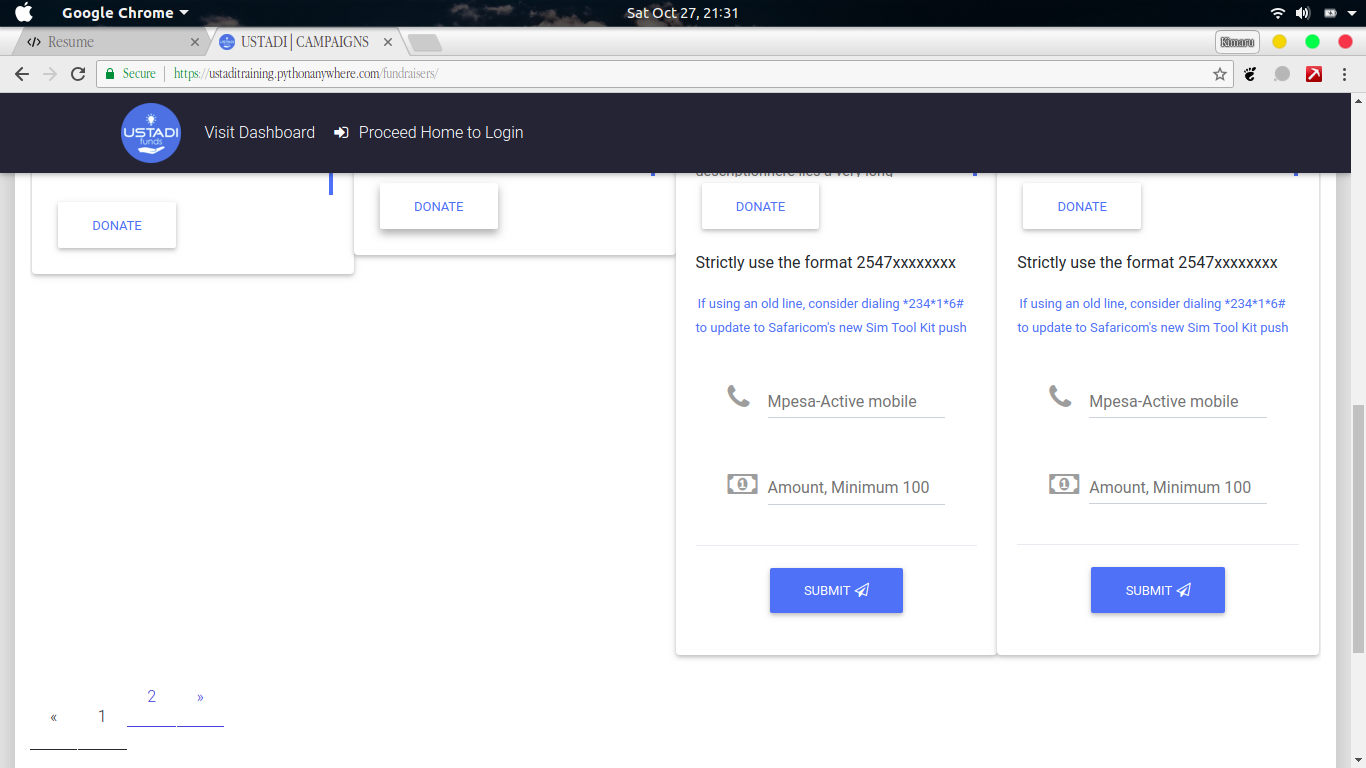 Google Chrome
Sat Oct 27, 21:31
Resume
USTADI | CAMPAIGNS
Kimaru
Secure
https://ustaditraining.pythonanywhere.com/fundraisers/
USTADI
funds
Visit Dashboard
Proceed Home to Login
DONATE
DONATE
descriptionhere lies a very long
DONATE
Strictly use the format 2547xxxxxxxx
If using an old line, consider dialing *234*1*6#
to update to Safaricom's new Sim Tool Kit push
Mpesa-Active mobile
1
Amount, Minimum 100
SUBMIT
DONATE
Strictly use the format 2547xxxxxxxx
If using an old line, consider dialing *234*1*6#
to update to Safaricom's new Sim Tool Kit push
Mpesa-Active mobile
1
Amount, Minimum 100
SUBMIT
« 1 2 »